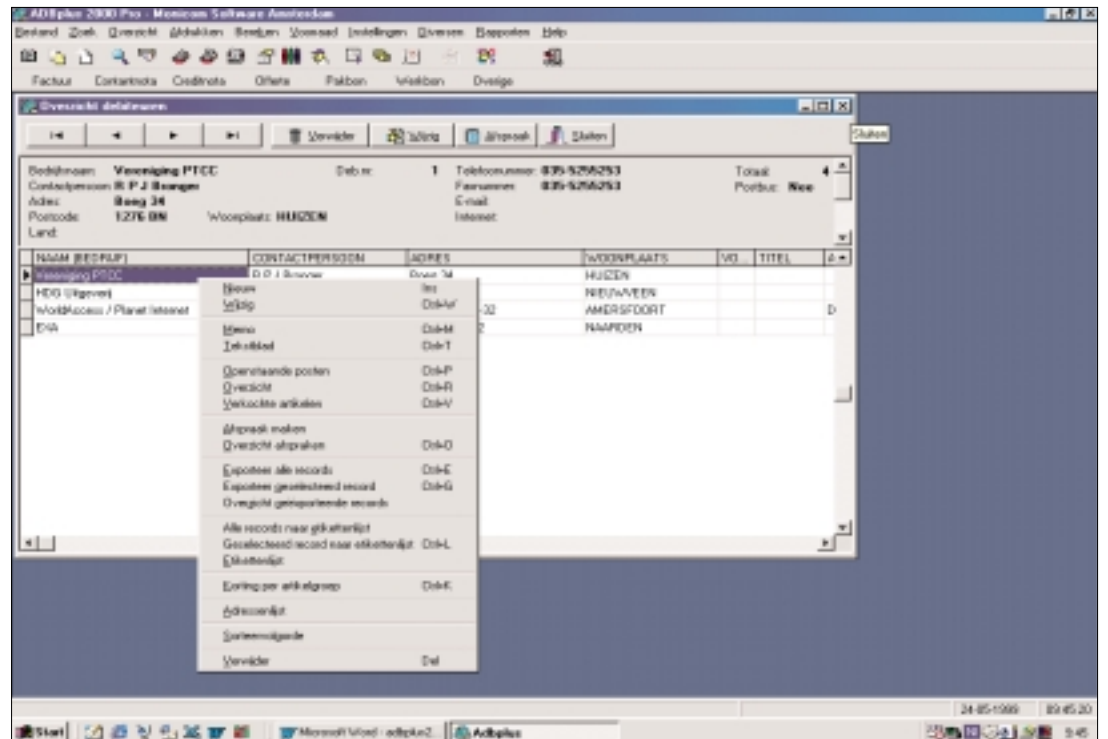 ADBplus 2000 Pro - Monicom Software Amsterdam
Bestand Zoek Overzicht Afdrukken Beheren Voorraad Instellingen Diversen Rapporten Help
Factuur Contantnota Creditnota Offerte Pakbon Werkbon Overige
Overzicht debiteuren
Verwijder Wijzig Afspraak Sluiten
Sluiten
Bedrijfsnaam: Vereniging PTCC Deb.nr. 1 Telefoonnummer: 035-5255253 Totaal: 4
Contactpersoon: R P J Branger Faxnummer: 035-5256253 Postbus: Nee
Adres: Boeg 34 E-mail:
Postcode: 1276 BN Woonplaats: HUIZEN Internet:
Land:
NAAM (BEDRIJF) CONTACTPERSOON ADRES WOONPLAATS VO... TITEL
Vereniging PTCC R P J Branger Boeg 34 HUIZEN
HDG Uitgeverij NIEUWVEEN
WorldAccess / Planet Internet -32 AMERSFOORT D
EXA 2 NAARDEN
Nieuw Ins
Wijzig Ctrl+W
Memo Ctrl+M
Tekstblad Ctrl+T
Openstaande posten Ctrl+P
Overzicht Ctrl+R
Verkochte artikelen Ctrl+V
Afspraak maken
Overzicht afspraken Ctrl+O
Exporteer alle records Ctrl+E
Exporteer geselecteerd record Ctrl+G
Overzicht geëxporteerde records
Alle records naar etikettenlijst
Geselecteerd record naar etikettenlijst Ctrl+L
Etikettenlijst
Korting per artikelgroep Ctrl+K
Adressenlijst
Sorteervolgorde
Verwijder Del
24-05-1999 09:45:20
Start Microsoft Word - adbplus2... Adbplus 9:45